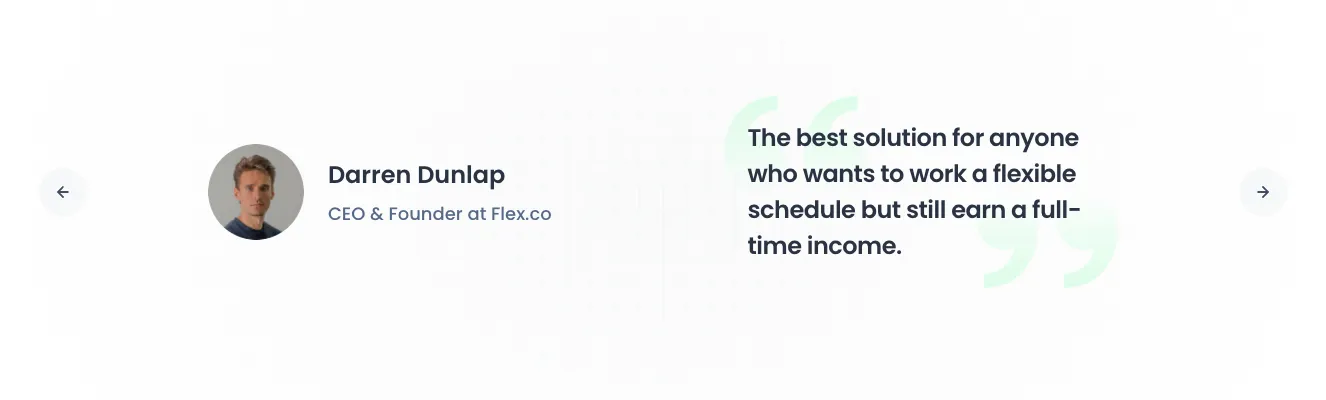 Darren Dunlap
CEO & Founder at Flex.co
The best solution for anyone
who wants to work a flexible
schedule but still earn a full-
time income.